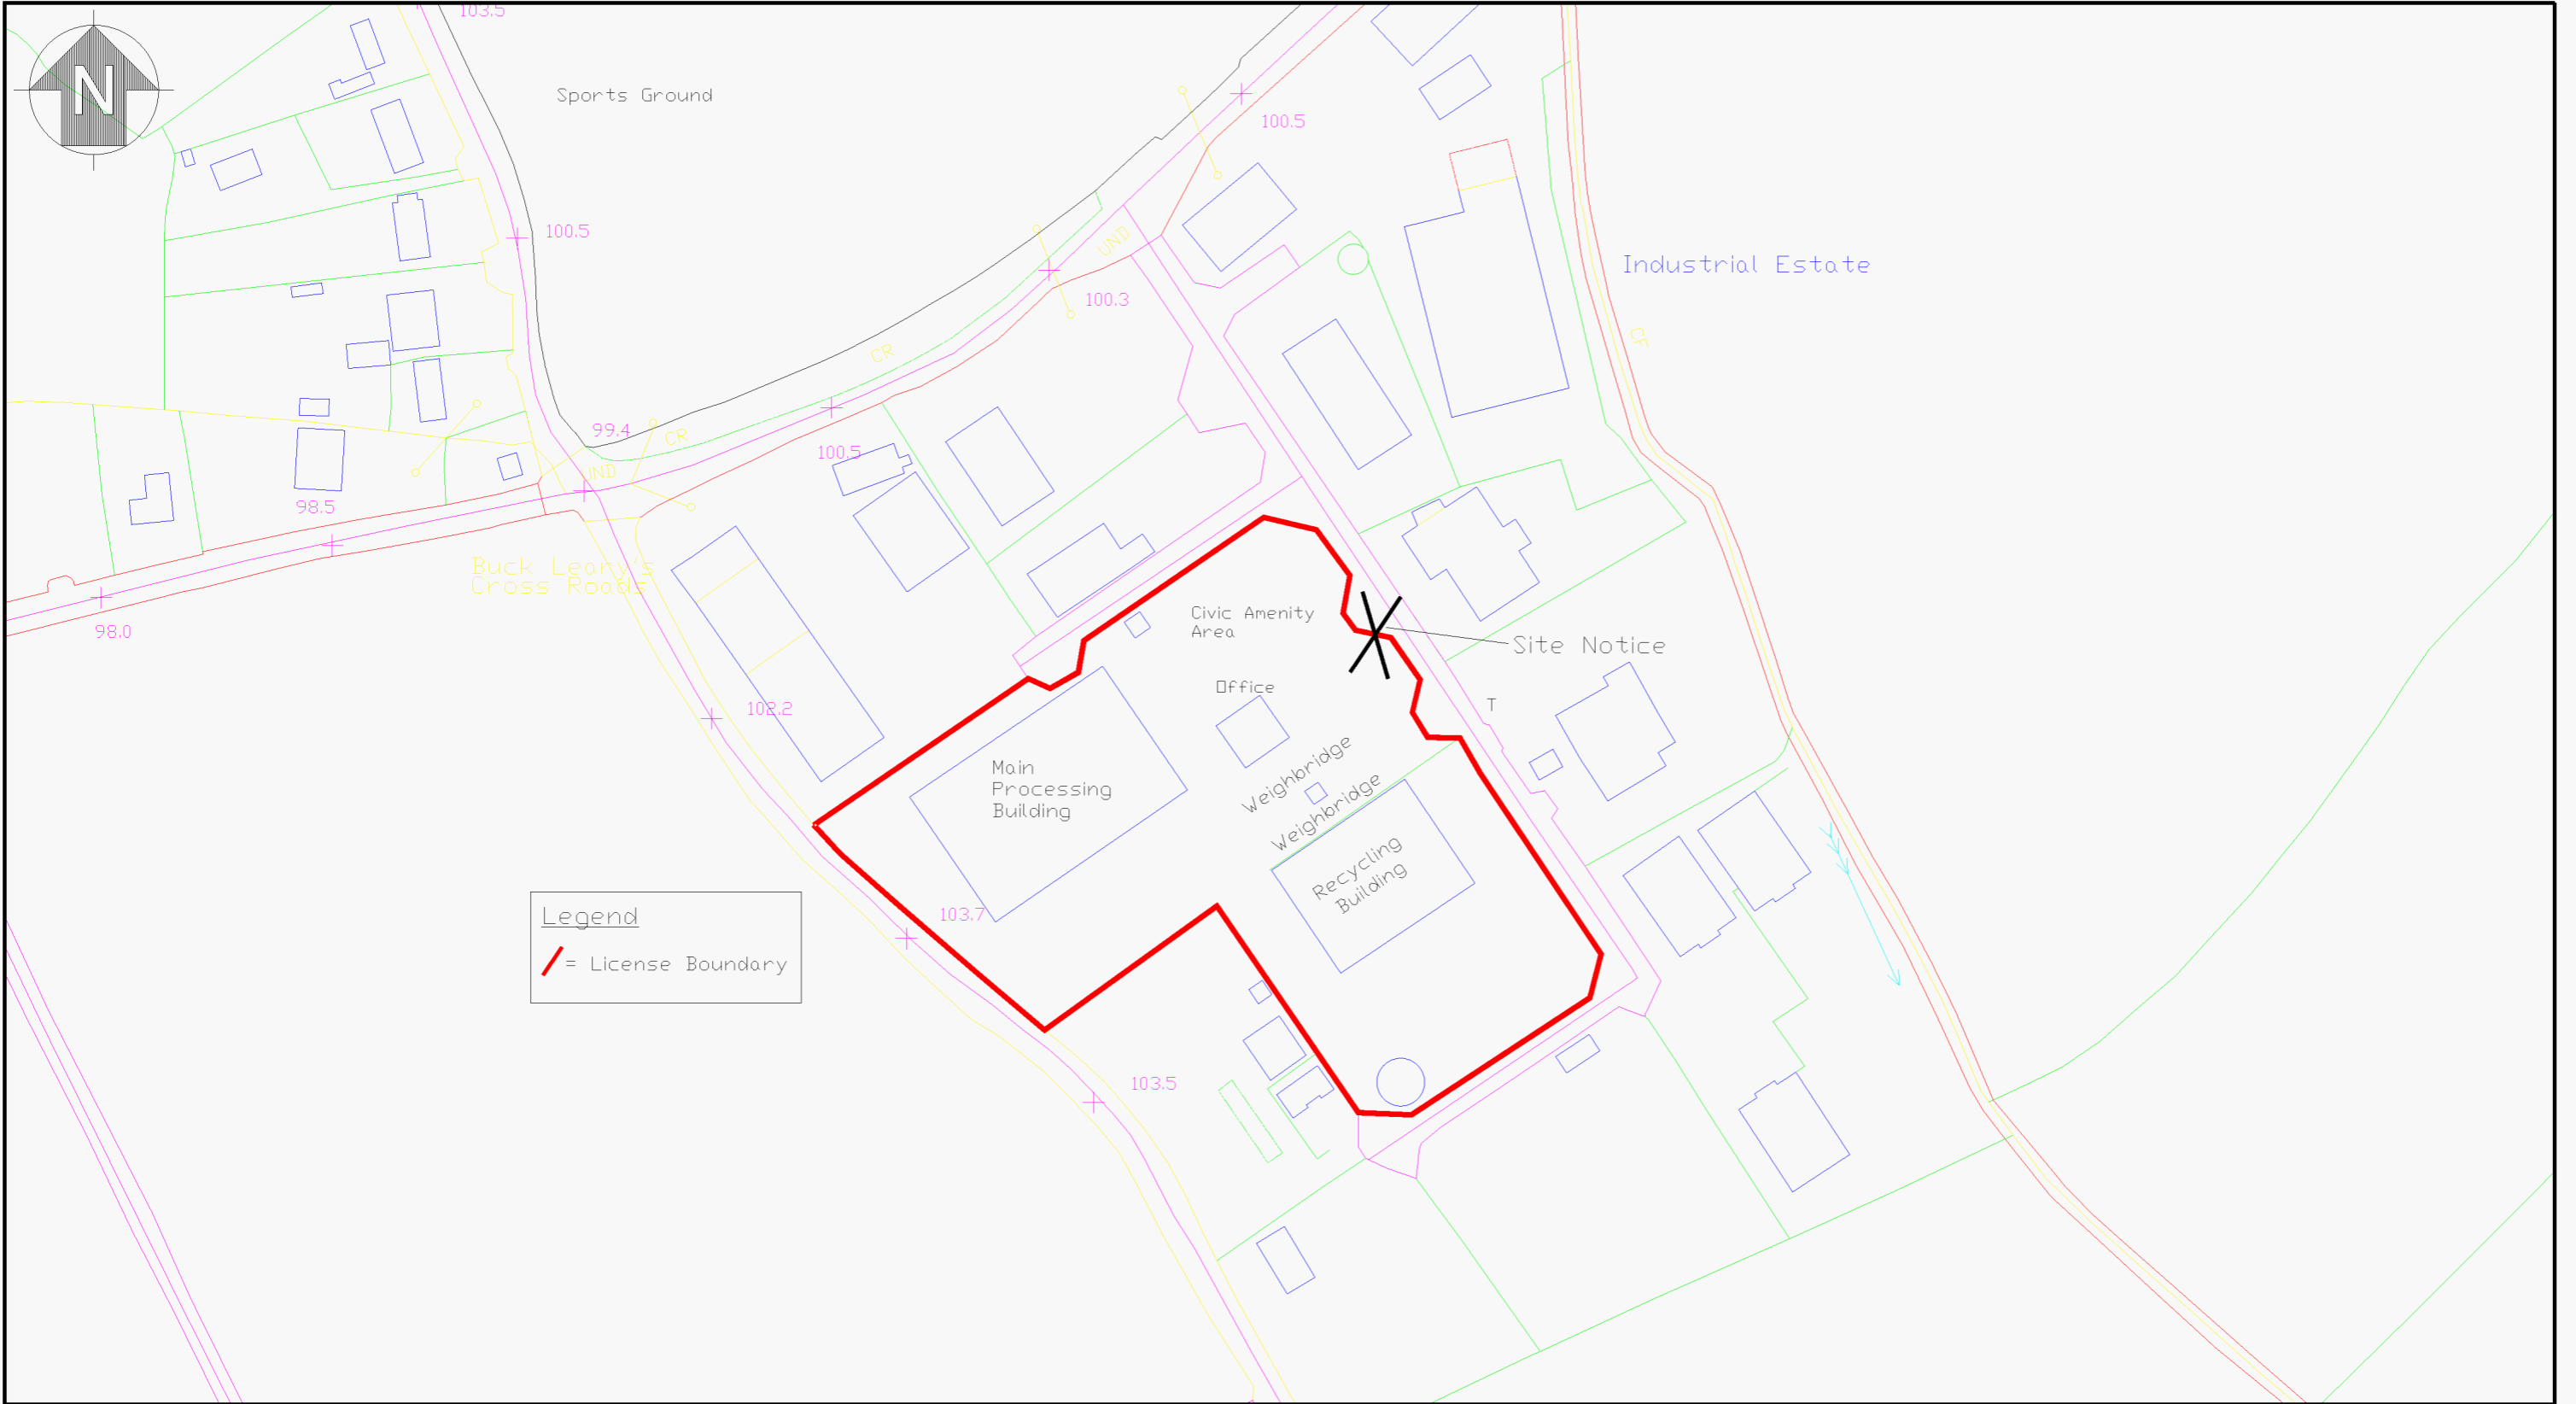 103.5
N
Sports Ground
100.5
100.5
UND
Industrial Estate
100.3
CR
CF
99.4
CR
100.5
UND
98.5
Buck Leary's
Cross Roads
98.0
Civic Amenity
Area
Site Notice
Office
T
102.2
Weighbridge
Main
Processing
Building
Weighbridge
Recycling
Building
103.7
Legend
= License Boundary
103.5